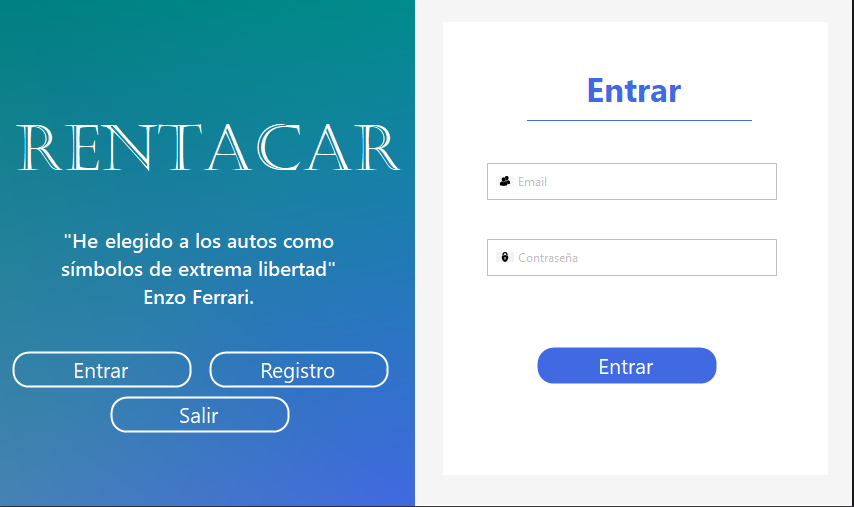 RENTACAR
"He elegido a los autos como
símbolos de extrema libertad"
Enzo Ferrari.
Entrar
Registro
Salir
Entrar
Email
Contraseña
Entrar